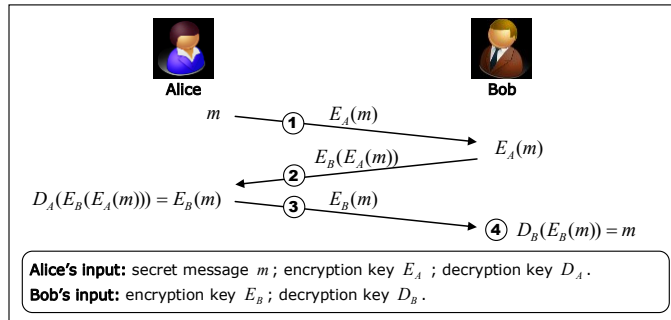 Alice
Bob
m
1
E_A(m)
E_A(m)
E_B(E_A(m))
2
D_A(E_B(E_A(m))) = E_B(m)
3
E_B(m)
4
D_B(E_B(m)) = m
Alice's input: secret message m ; encryption key E_A ; decryption key D_A .
Bob's input: encryption key E_B ; decryption key D_B .